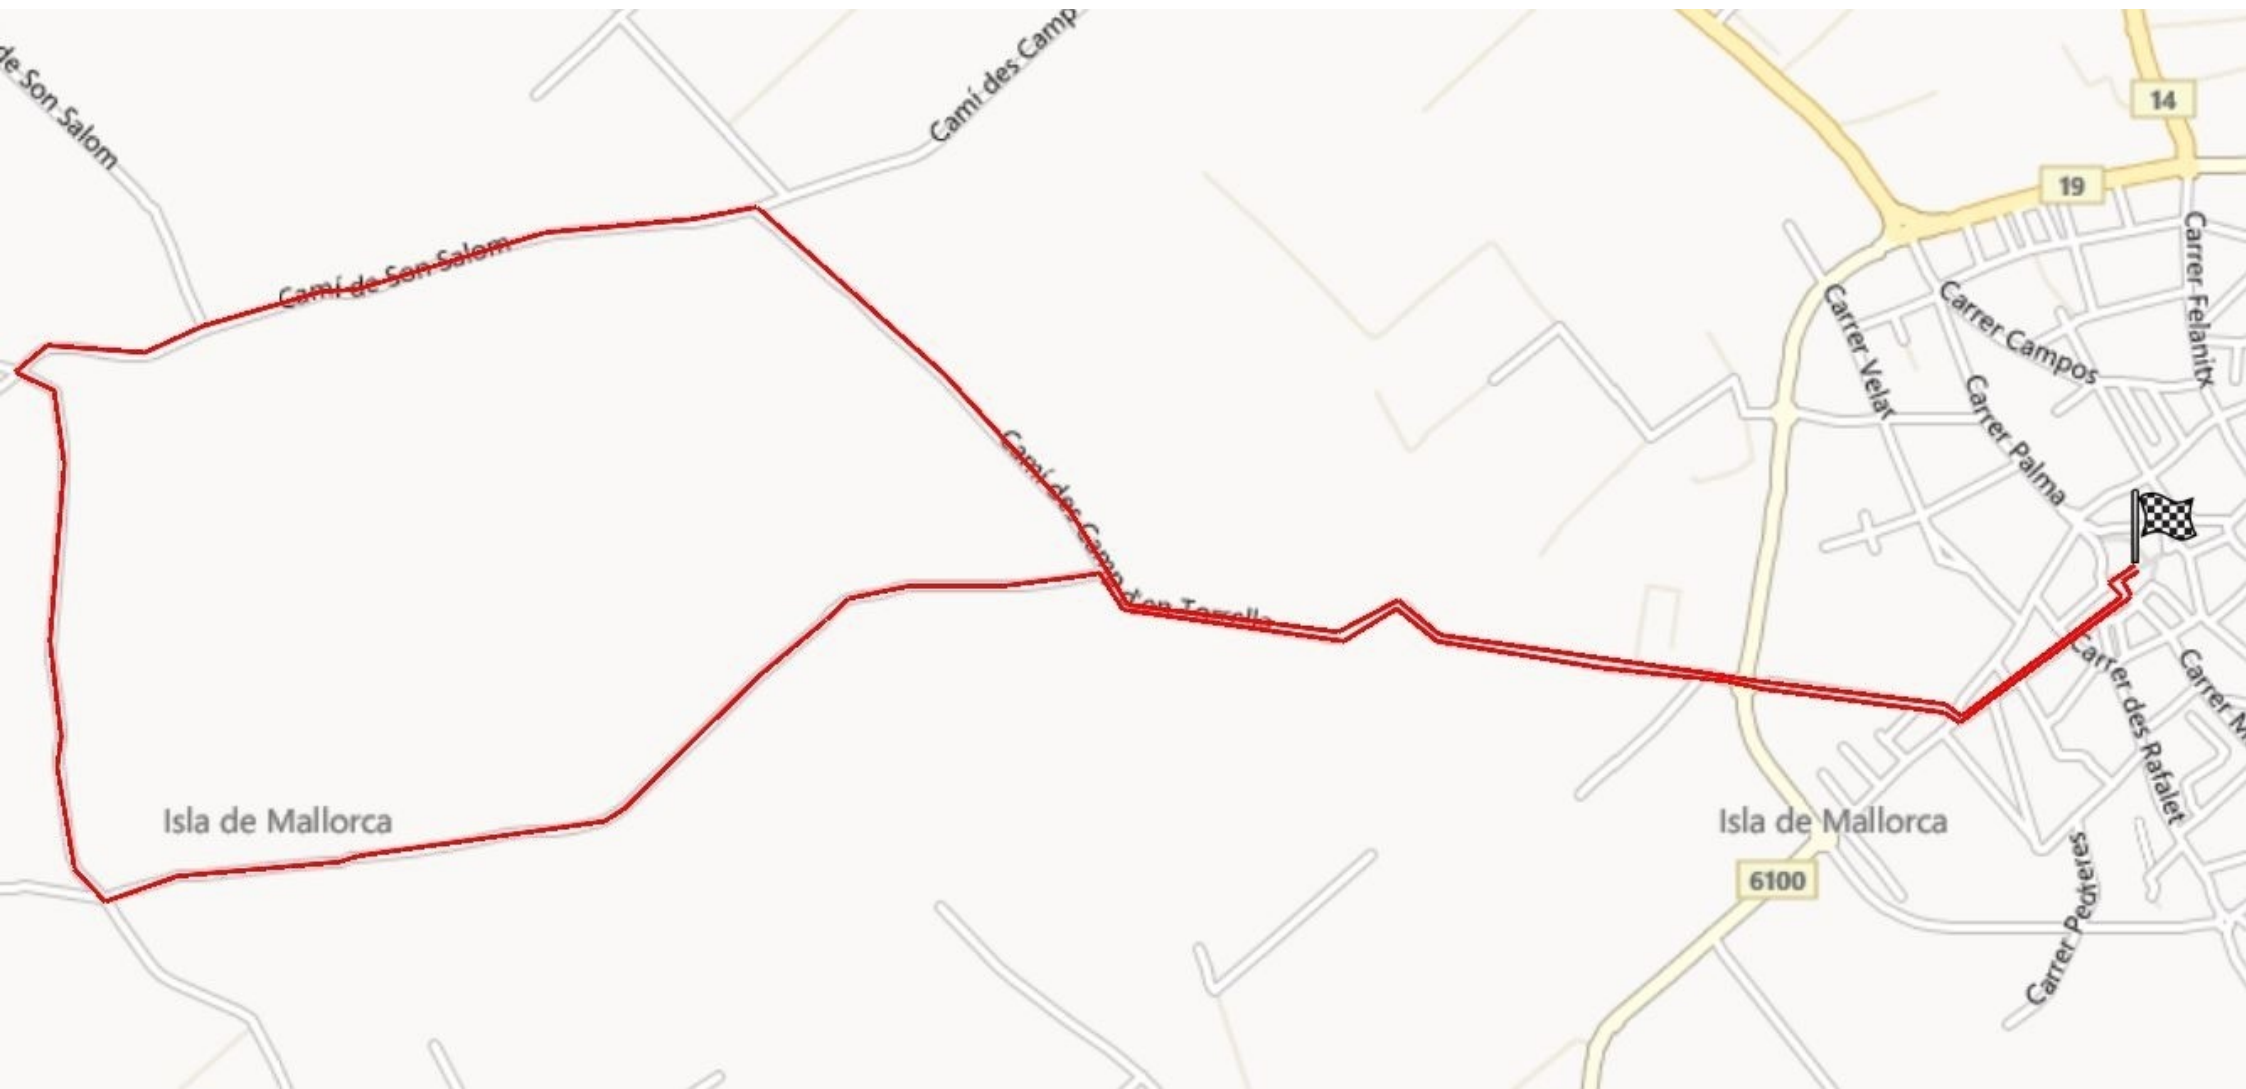 de Son Salom
Camí des Camp
14
19
Carrer Felanitx
Camí de Son Salom
Carrer Velar
Carrer Campos
Carrer Palma
Camí des Camp d'en Torrella
Carrer des Rafalet
Carrer M
Isla de Mallorca
Isla de Mallorca
6100
Carrer Pedreres